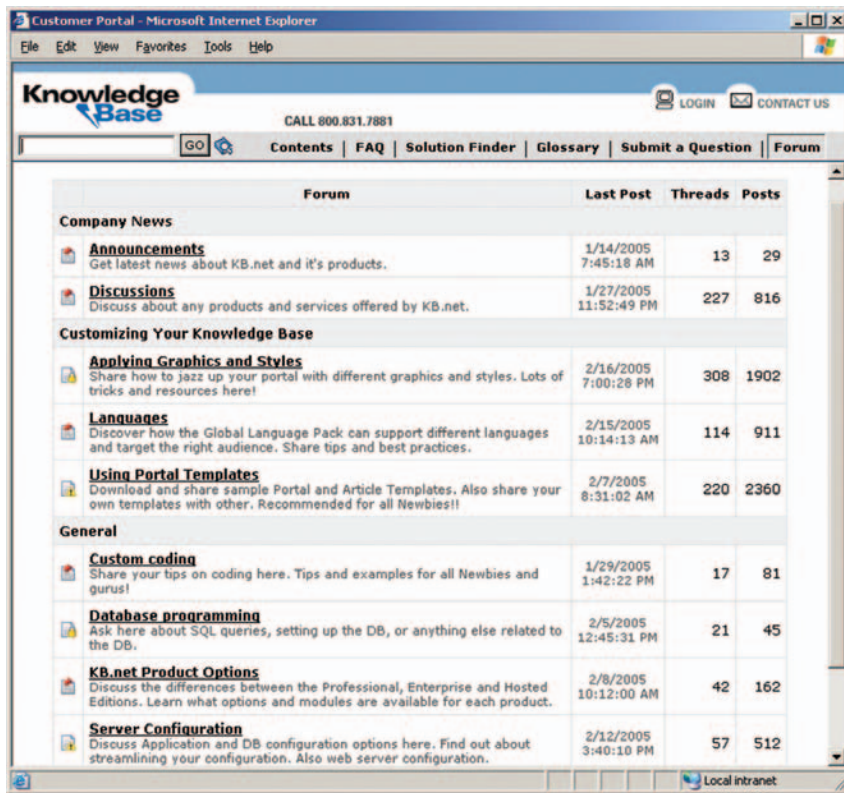 Customer Portal - Microsoft Internet Explorer
File Edit View Favorites Tools Help
Knowledge
Base
CALL 800.831.7881
LOGIN CONTACT US
GO Contents | FAQ | Solution Finder | Glossary | Submit a Question | Forum
Forum Last Post Threads Posts
Company News
Announcements
Get latest news about KB.net and it's products.
1/14/2005
7:45:18 AM
13 29
Discussions
Discuss about any products and services offered by KB.net.
1/27/2005
11:52:49 PM
227 816
Customizing Your Knowledge Base
Applying Graphics and Styles
Share how to jazz up your portal with different graphics and styles. Lots of
tricks and resources here!
2/16/2005
7:00:28 PM
308 1902
Languages
Discover how the Global Language Pack can support different languages
and target the right audience. Share tips and best practices.
2/15/2005
10:14:13 AM
114 911
Using Portal Templates
Download and share sample Portal and Article Templates. Also share your
own templates with other. Recommended for all Newbies!!
2/7/2005
8:31:02 AM
220 2360
General
Custom coding
Share your tips on coding here. Tips and examples for all Newbies and
gurus!
1/29/2005
1:42:22 PM
17 81
Database programming
Ask here about SQL queries, setting up the DB, or anything else related to
the DB.
2/5/2005
12:45:31 PM
21 45
KB.net Product Options
Discuss the differences between the Professional, Enterprise and Hosted
Editions. Learn what options and modules are available for each product.
2/8/2005
10:12:00 AM
42 162
Server Configuration
Discuss Application and DB configuration options here. Find out about
streamlining your configuration. Also web server configuration.
2/12/2005
3:40:10 PM
57 512
Local intranet